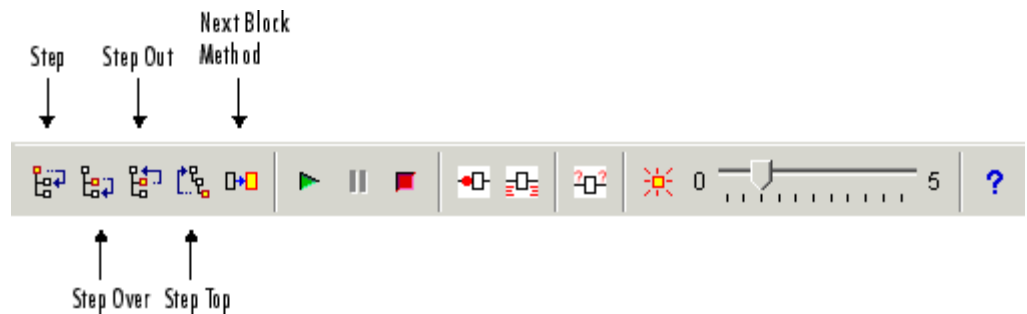 Next Block
Method
Step
Step Out
0
5
?
Step Over
Step Top